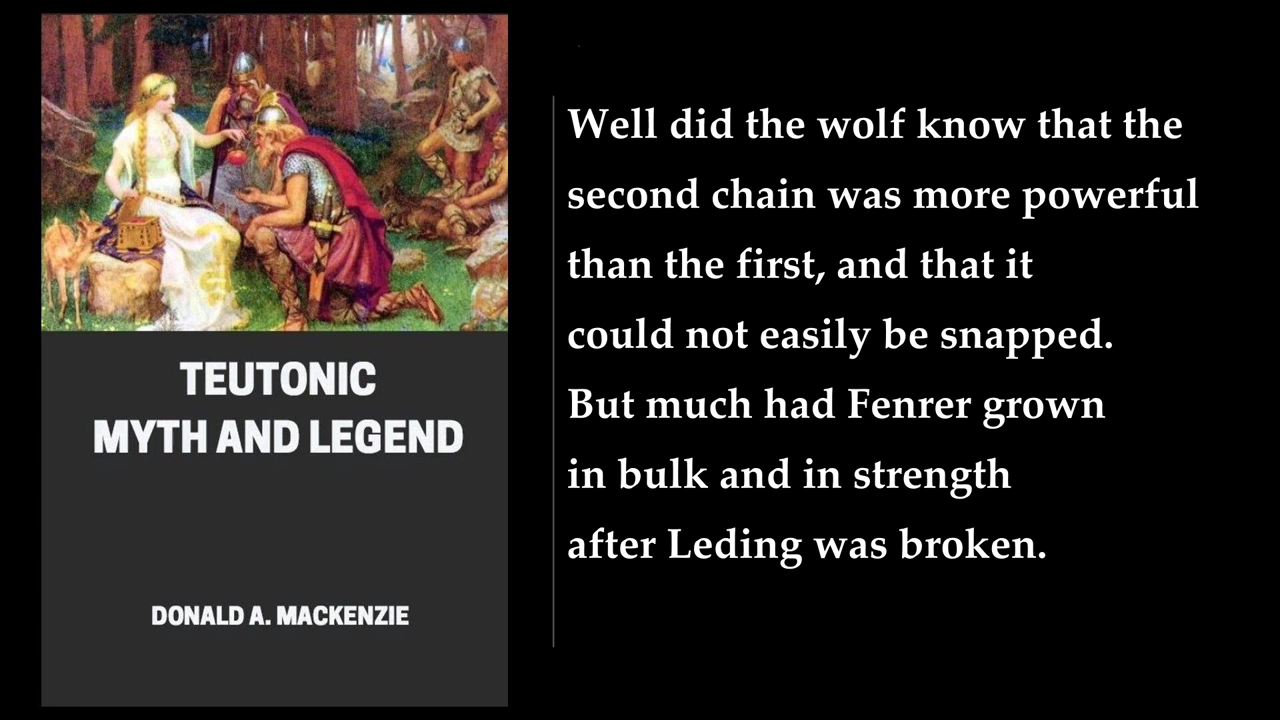 TEUTONIC
MYTH AND LEGEND
DONALD A. MACKENZIE
Well did the wolf know that the
second chain was more powerful
than the first, and that it
could not easily be snapped.
But much had Fenrer grown
in bulk and in strength
after Leding was broken.